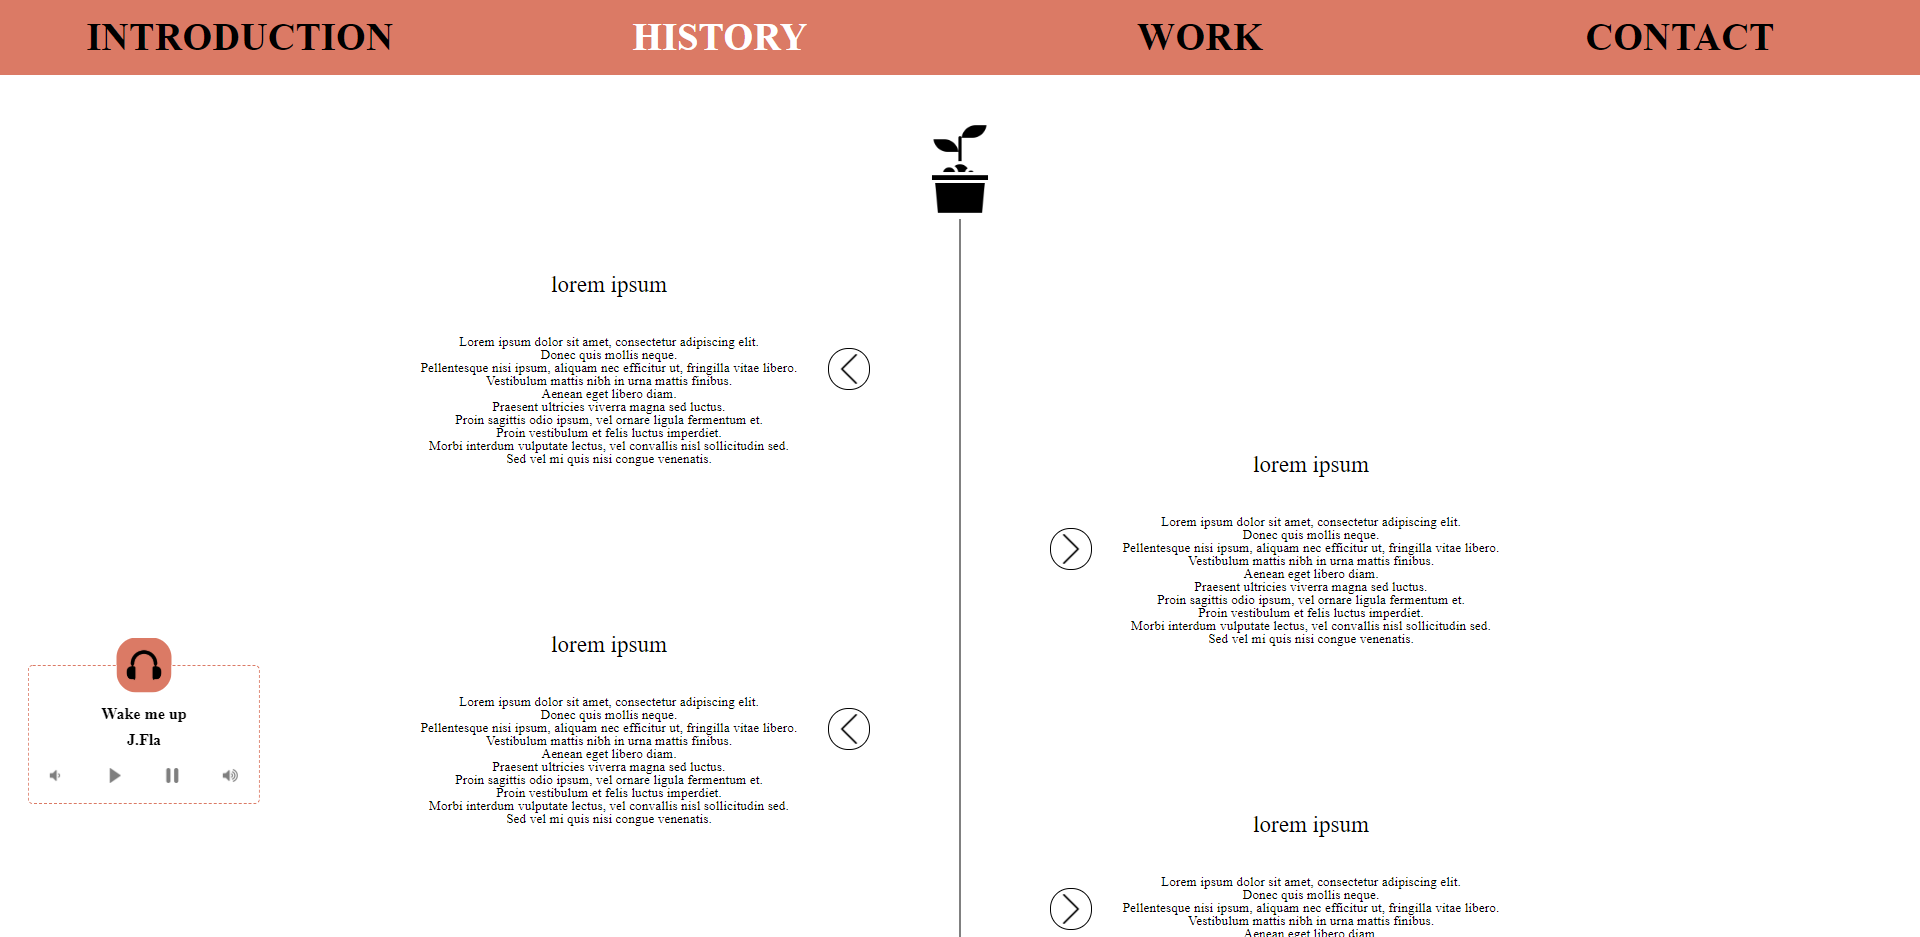 INTRODUCTION HISTORY WORK CONTACT
lorem ipsum
Lorem ipsum dolor sit amet, consectetur adipiscing elit.
Donec quis mollis neque.
Pellentesque nisi ipsum, aliquam nec efficitur ut, fringilla vitae libero.
Vestibulum mattis nibh in urna mattis finibus.
Aenean eget libero diam.
Praesent ultricies viverra magna sed luctus.
Proin sagittis odio ipsum, vel ornare ligula fermentum et.
Proin vestibulum et felis luctus imperdiet.
Morbi interdum vulputate lectus, vel convallis nisl sollicitudin sed.
Sed vel mi quis nisi congue venenatis.
lorem ipsum
Lorem ipsum dolor sit amet, consectetur adipiscing elit.
Donec quis mollis neque.
Pellentesque nisi ipsum, aliquam nec efficitur ut, fringilla vitae libero.
Vestibulum mattis nibh in urna mattis finibus.
Aenean eget libero diam.
Praesent ultricies viverra magna sed luctus.
Proin sagittis odio ipsum, vel ornare ligula fermentum et.
Proin vestibulum et felis luctus imperdiet.
Morbi interdum vulputate lectus, vel convallis nisl sollicitudin sed.
Sed vel mi quis nisi congue venenatis.
lorem ipsum
Lorem ipsum dolor sit amet, consectetur adipiscing elit.
Donec quis mollis neque.
Pellentesque nisi ipsum, aliquam nec efficitur ut, fringilla vitae libero.
Vestibulum mattis nibh in urna mattis finibus.
Aenean eget libero diam.
Praesent ultricies viverra magna sed luctus.
Proin sagittis odio ipsum, vel ornare ligula fermentum et.
Proin vestibulum et felis luctus imperdiet.
Morbi interdum vulputate lectus, vel convallis nisl sollicitudin sed.
Sed vel mi quis nisi congue venenatis.
Wake me up
J.Fla
lorem ipsum
Lorem ipsum dolor sit amet, consectetur adipiscing elit.
Donec quis mollis neque.
Pellentesque nisi ipsum, aliquam nec efficitur ut, fringilla vitae libero.
Vestibulum mattis nibh in urna mattis finibus.
Aenean eget libero diam.